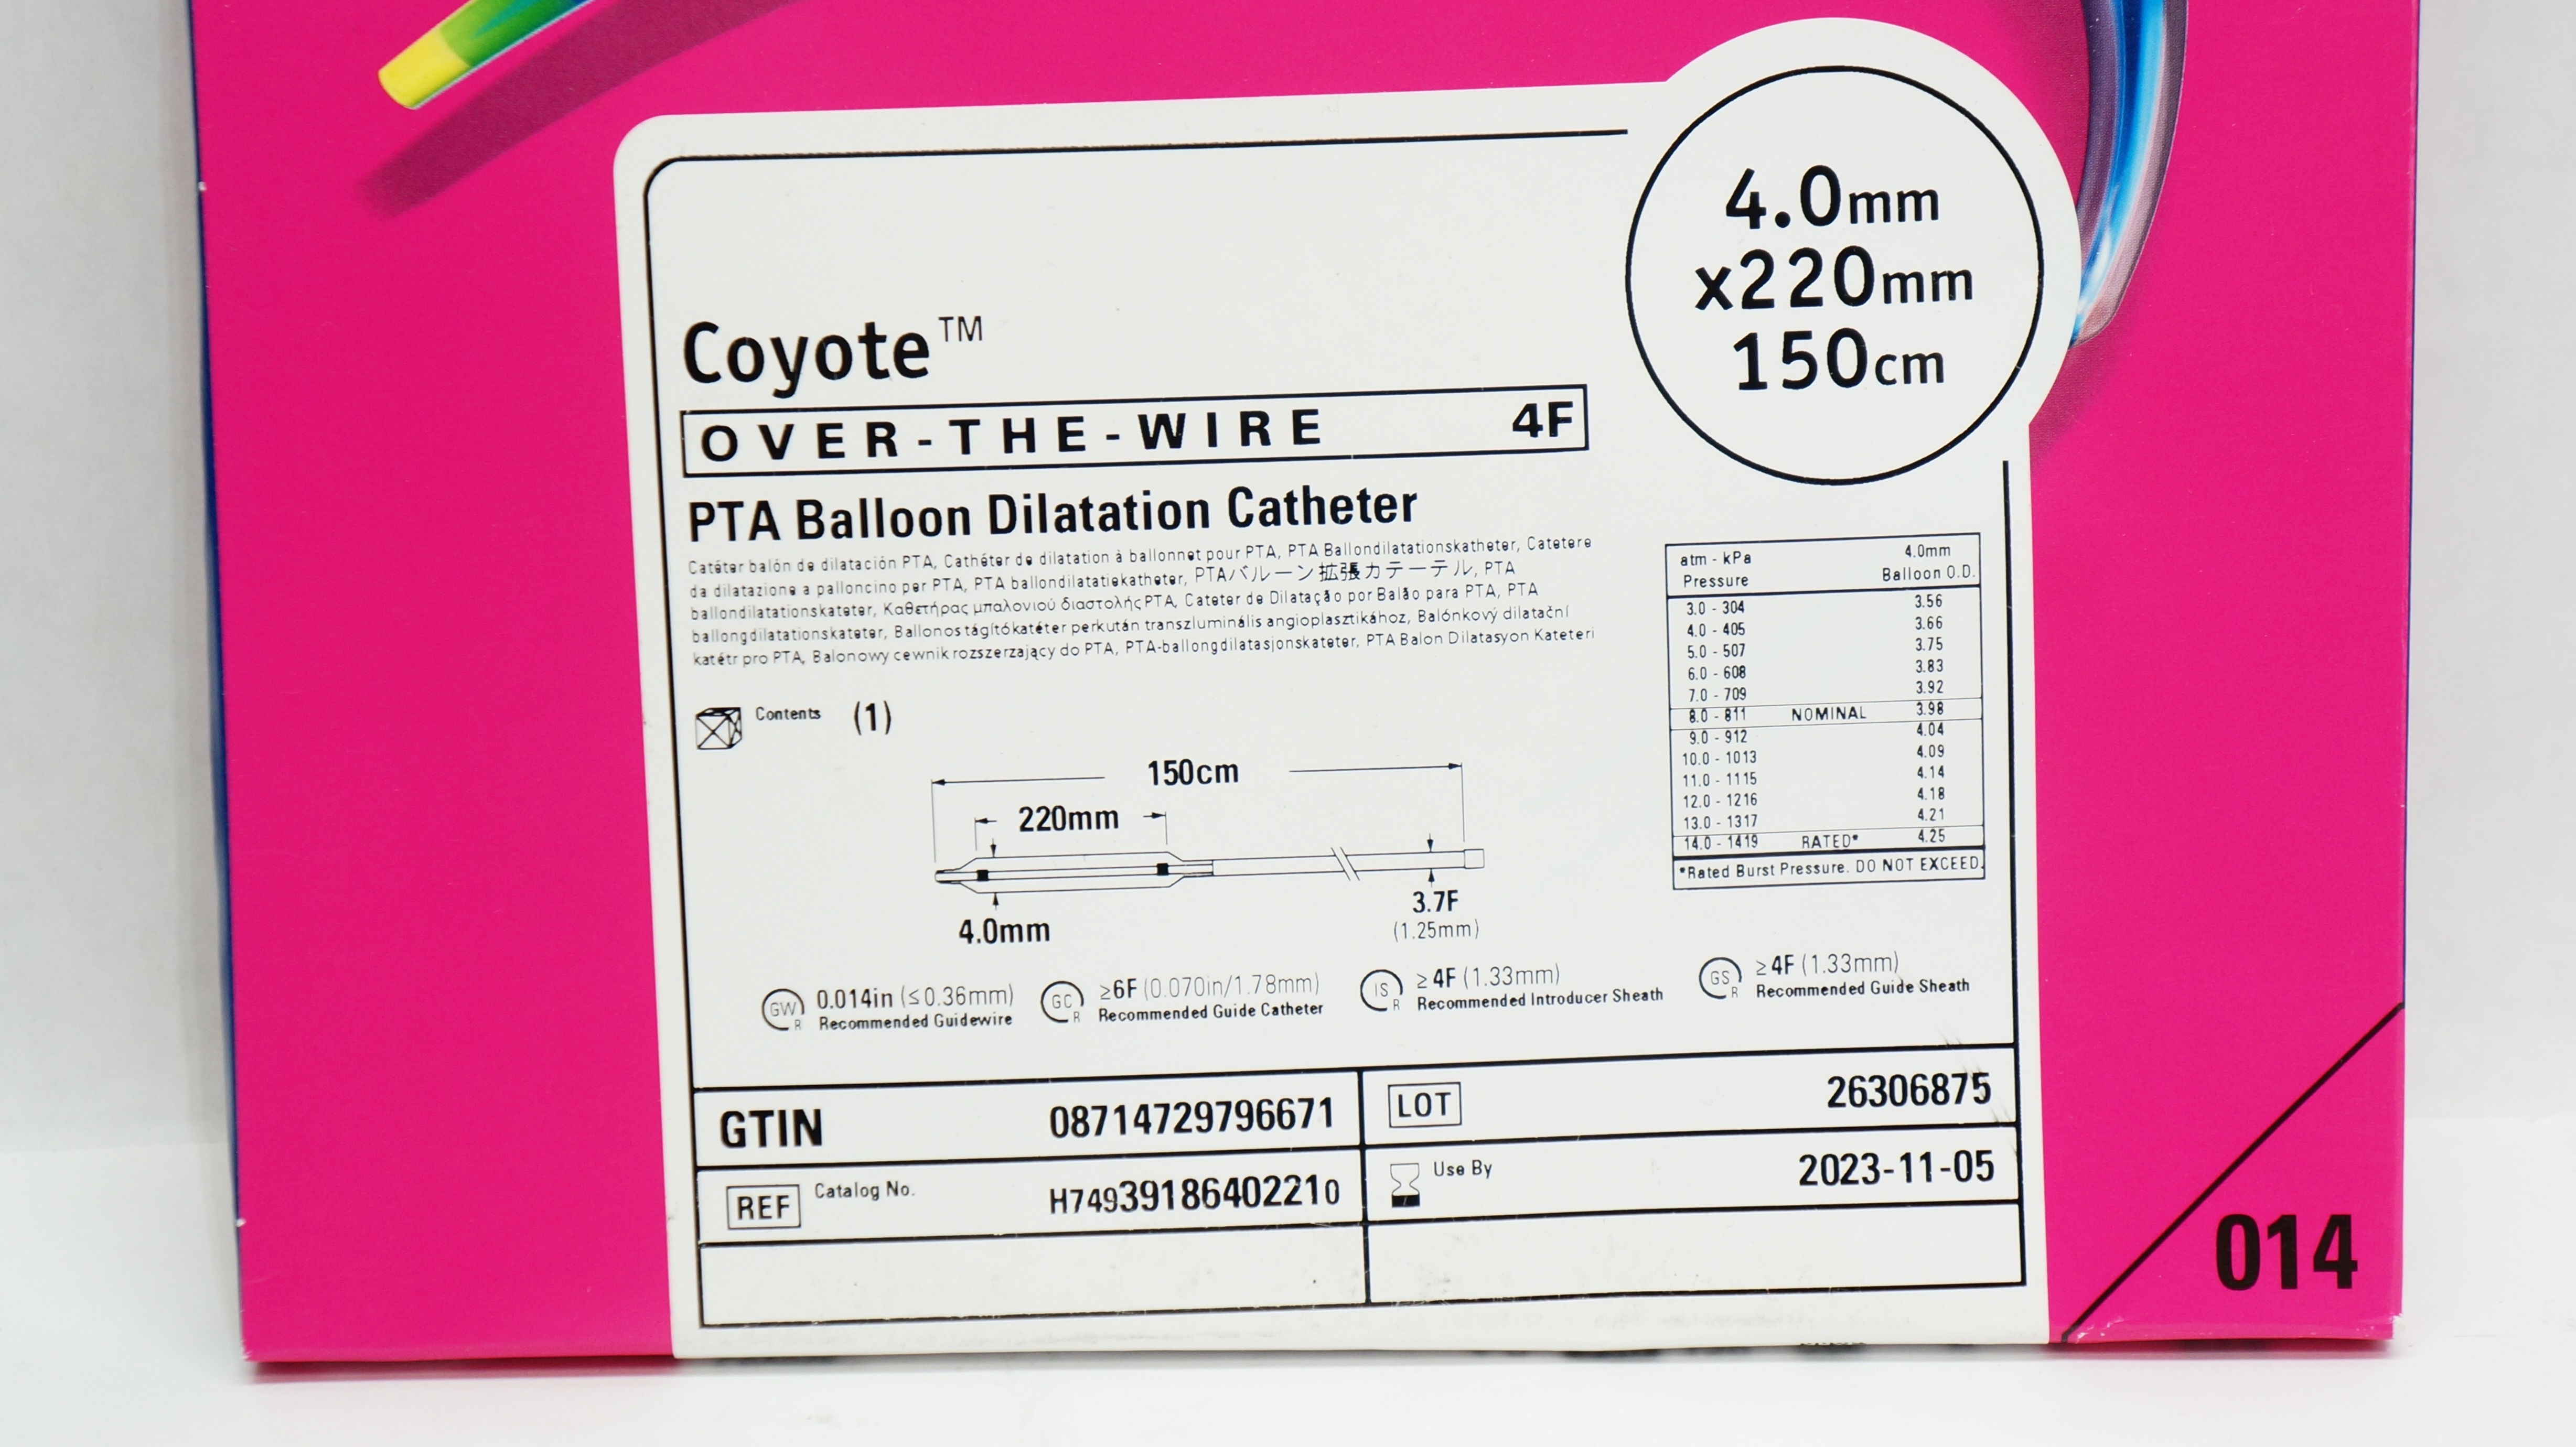 4.0mm
x220mm
150cm
Coyote™
OVER-THE-WIRE 4F
PTA Balloon Dilatation Catheter
Catéter balón de dilatación PTA, Cathéter de dilatation à ballonnet pour PTA, PTA Ballondilatationskatheter, Catetere
da dilatazione a palloncino per PTA, PTA ballondilatatiekatheter, PTAバルーン拡張カテーテル, PTA
ballondilatationskateter, Καθετήρας μπαλονιού διαστολής PTA, Cateter de Dilatação por Balão para PTA, PTA
ballongdilatationskateter, Ballonos tágítókatéter perkután transzluminális angioplasztikához, Balónkový dilatační
katétr pro PTA, Balonowy cewnik rozszerzający do PTA, PTA-ballongdilatasjonskateter, PTA Balon Dilatasyon Kateteri
atm - kPa 4.0mm
Pressure Balloon O.D.
3.0 - 304 3.56
4.0 - 405 3.66
5.0 - 507 3.75
6.0 - 608 3.83
7.0 - 709 3.92
8.0 - 811 NOMINAL 3.98
9.0 - 912 4.04
10.0 - 1013 4.09
11.0 - 1115 4.14
12.0 - 1216 4.18
13.0 - 1317 4.21
14.0 - 1419 RATED* 4.25
*Rated Burst Pressure. DO NOT EXCEED.
Contents (1)
150cm
220mm
4.0mm
3.7F
(1.25mm)
GW R 0.014in (≤0.36mm)
Recommended Guidewire
GC R ≥6F (0.070in/1.78mm)
Recommended Guide Catheter
IS R ≥4F (1.33mm)
Recommended Introducer Sheath
GS R ≥4F (1.33mm)
Recommended Guide Sheath
GTIN 08714729796671
LOT 26306875
REF Catalog No. H74939186402210
Use By 2023-11-05
014